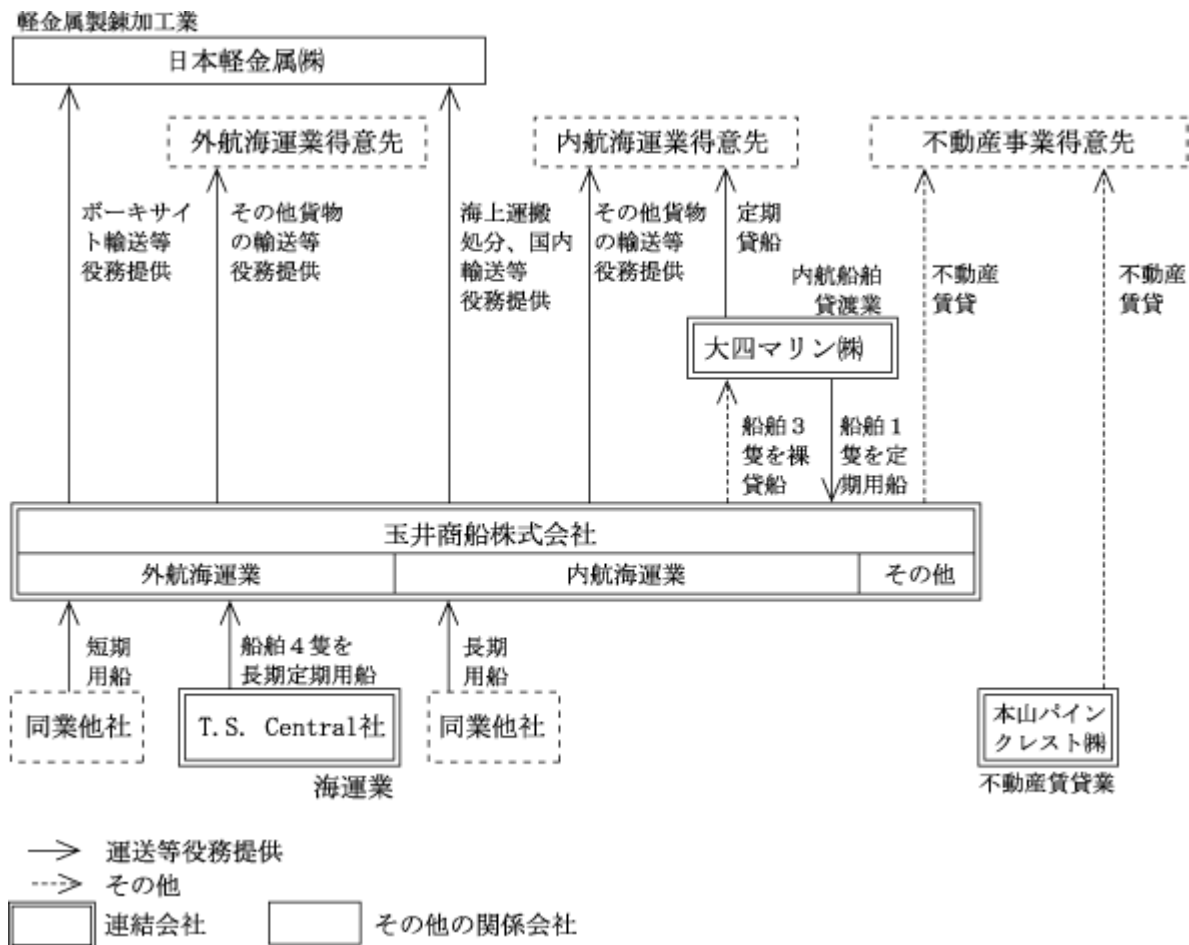 軽金属製錬加工業
日本軽金属㈱
外航海運業得意先
内航海運業得意先
不動産事業得意先
ボーキサイ
ト輸送等
役務提供
その他貨物
の輸送等
役務提供
海上運搬
処分、国内
輸送等
役務提供
その他貨物
の輸送等
役務提供
定期
貸船
内航船舶
貸渡業
不動産
賃貸
不動産
賃貸
大四マリン㈱
船舶３
隻を裸
貸船
船舶１
隻を定
期用船
玉井商船株式会社
外航海運業
内航海運業
その他
短期
用船
船舶４隻を
長期定期用船
長期
用船
同業他社
T.S. Central社
海運業
同業他社
本山パイン
クレスト㈱
不動産賃貸業
運送等役務提供
その他
連結会社
その他の関係会社